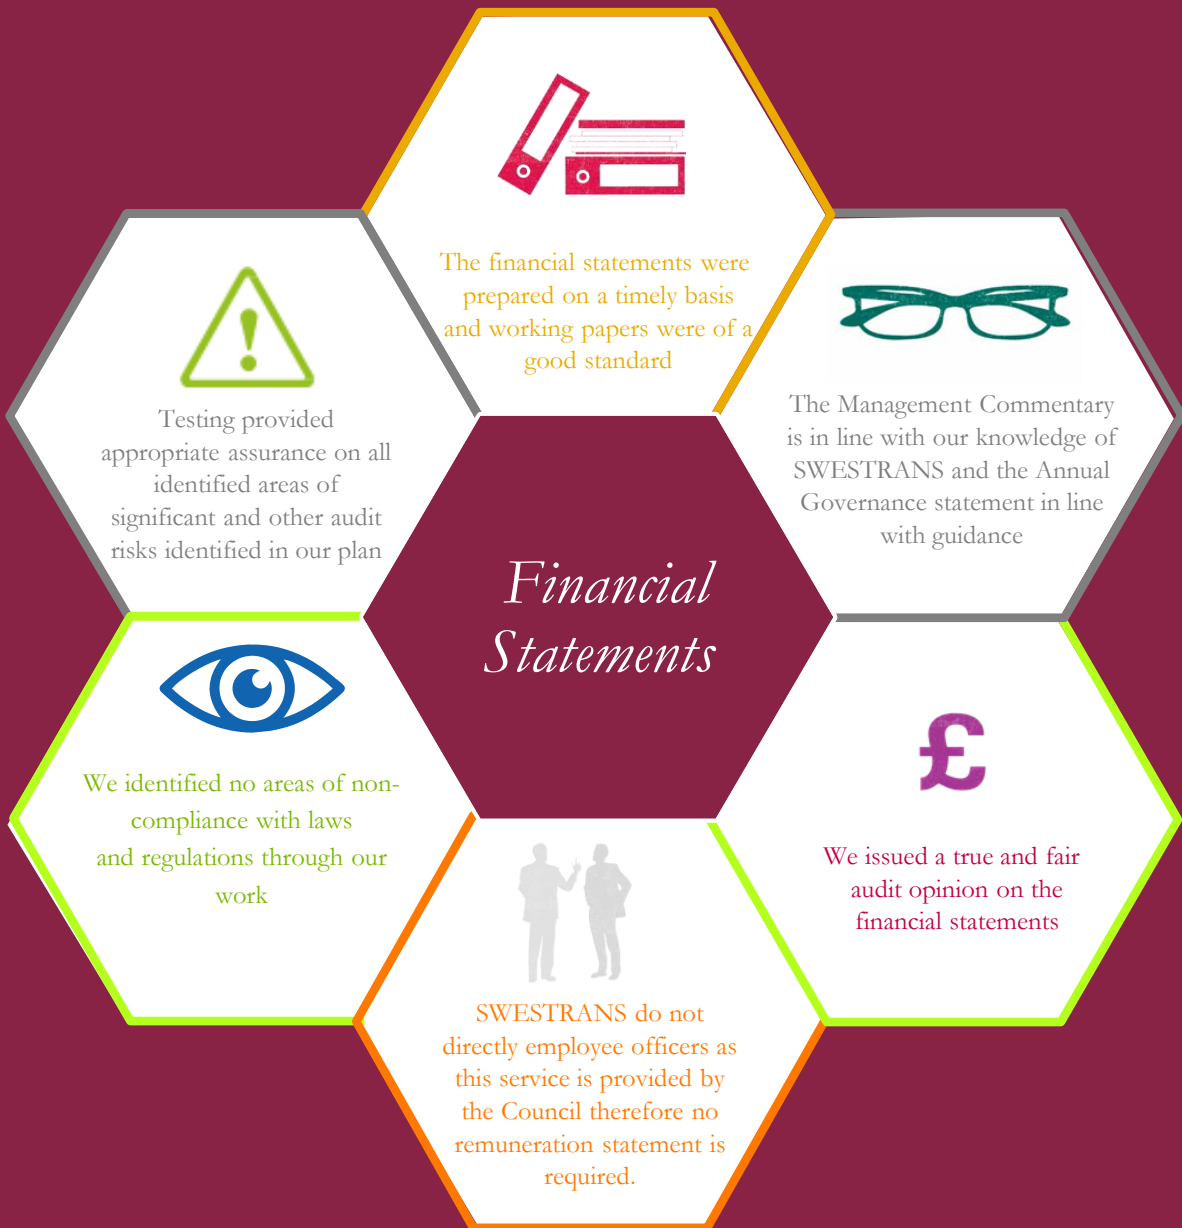 The financial statements were
prepared on a timely basis
and working papers were of a
good standard
Testing provided
appropriate assurance on all
identified areas of
significant and other audit
risks identified in our plan
The Management Commentary
is in line with our knowledge of
SWESTRANS and the Annual
Governance statement in line
with guidance
Financial
Statements
We identified no areas of non-
compliance with laws
and regulations through our
work
£
We issued a true and fair
audit opinion on the
financial statements
SWESTRANS do not
directly employee officers as
this service is provided by
the Council therefore no
remuneration statement is
required.